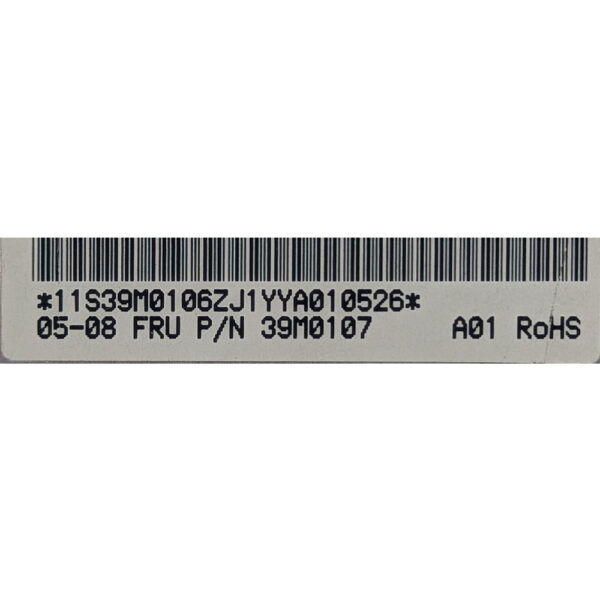 *11S39M0106ZJ1YYA010526*
05-08 FRU P/N 39M0107 A01 RoHS